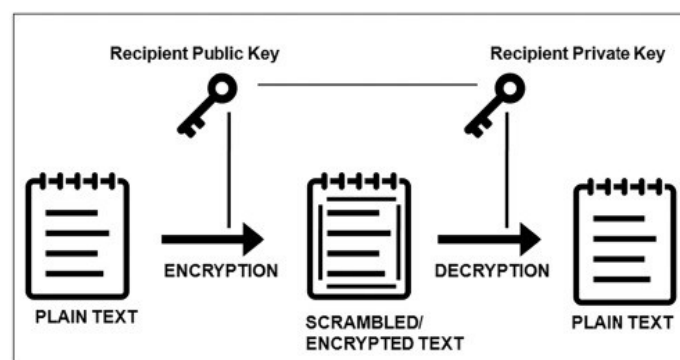 Recipient Public Key
Recipient Private Key
ENCRYPTION
DECRYPTION
PLAIN TEXT
SCRAMBLED/
ENCRYPTED TEXT
PLAIN TEXT